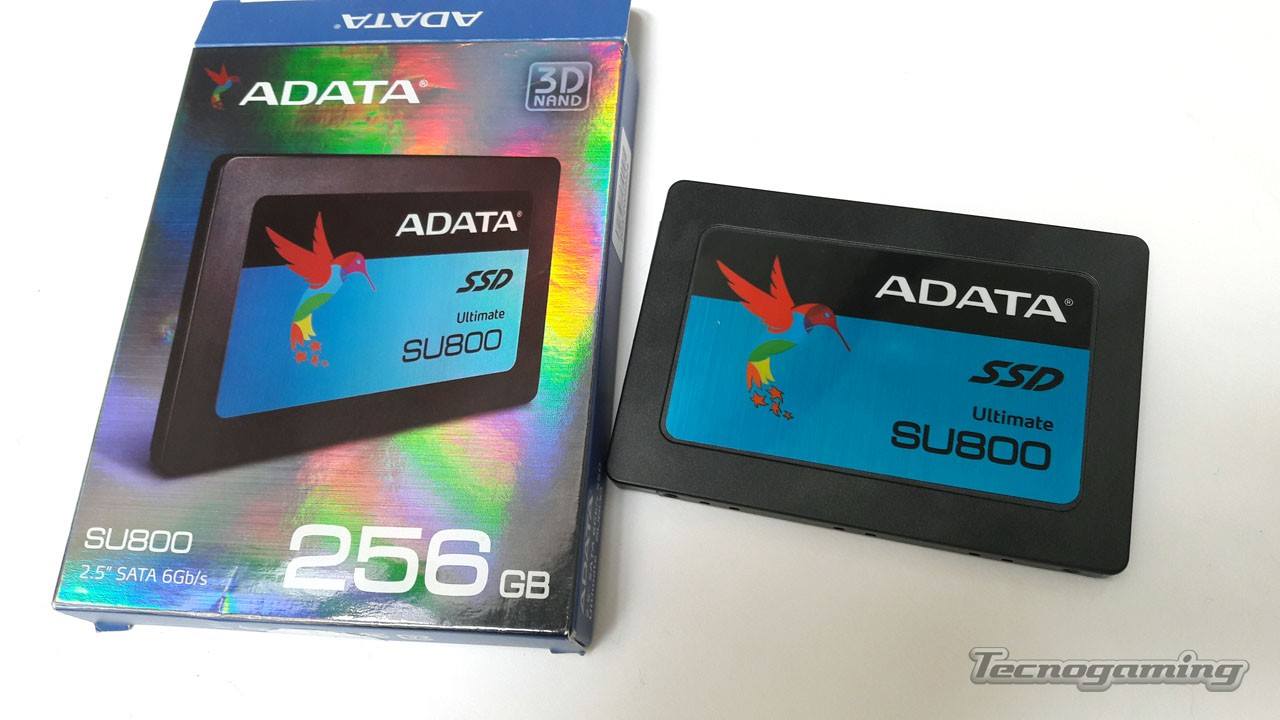 ADATA
ADATA®
3D
NAND
ADATA®
SSD
Ultimate
SU800
SU800
2.5" SATA 6Gb/s
256 GB
ADATA®
SSD
Ultimate
SU800
Tecnogaming